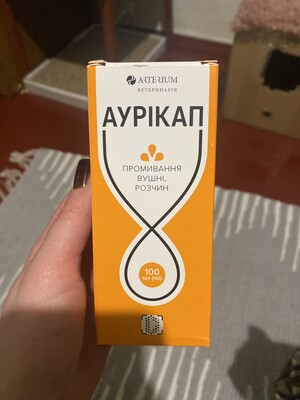 ARTERIUM
ВЕТЕРИНАРІЯ
АУРІКАП
ПРОМИВАННЯ
ВУШНІ,
РОЗЧИН
100
мл (ml)